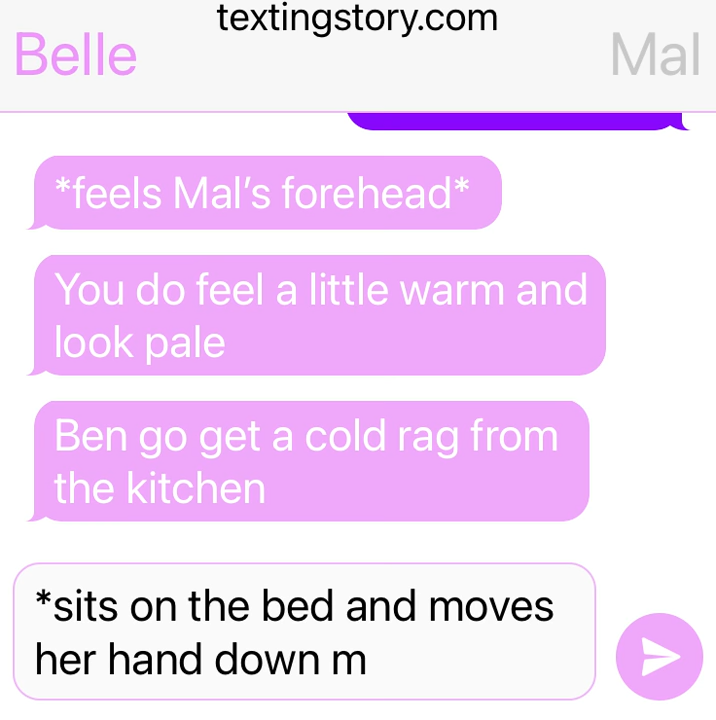 textingstory.com
Belle
Mal
*feels Mal’s forehead*
You do feel a little warm and
look pale
Ben go get a cold rag from
the kitchen
*sits on the bed and moves
her hand down m